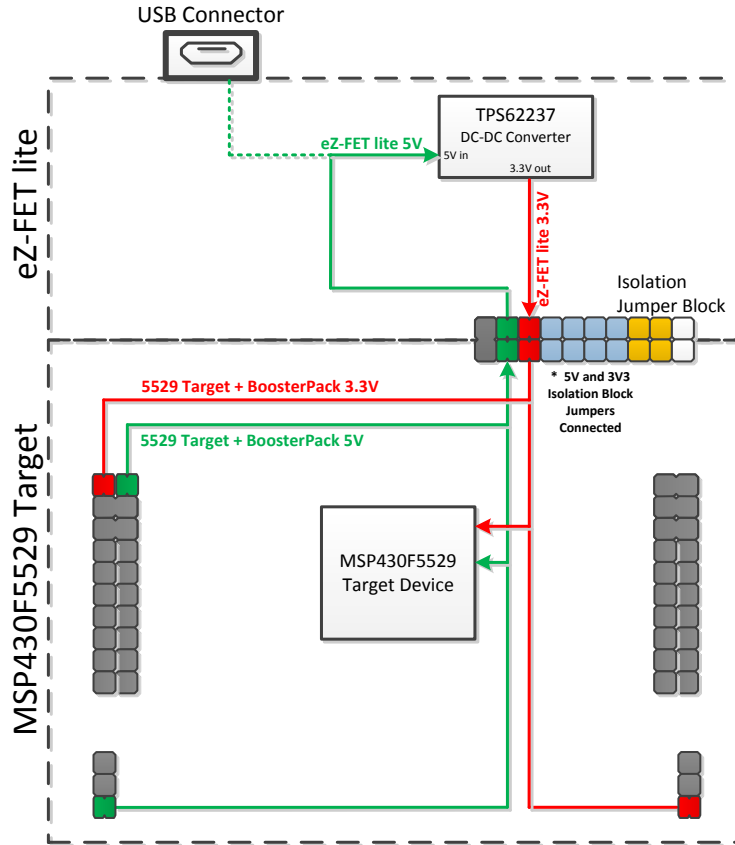 USB Connector
eZ-FET lite
TPS62237
DC-DC Converter
5V in
3.3V out
eZ-FET lite 5V
eZ-FET lite 3.3V
Isolation
Jumper Block
* 5V and 3V3
Isolation Block
Jumpers
Connected
MSP430F5529 Target
5529 Target + BoosterPack 3.3V
5529 Target + BoosterPack 5V
MSP430F5529
Target Device